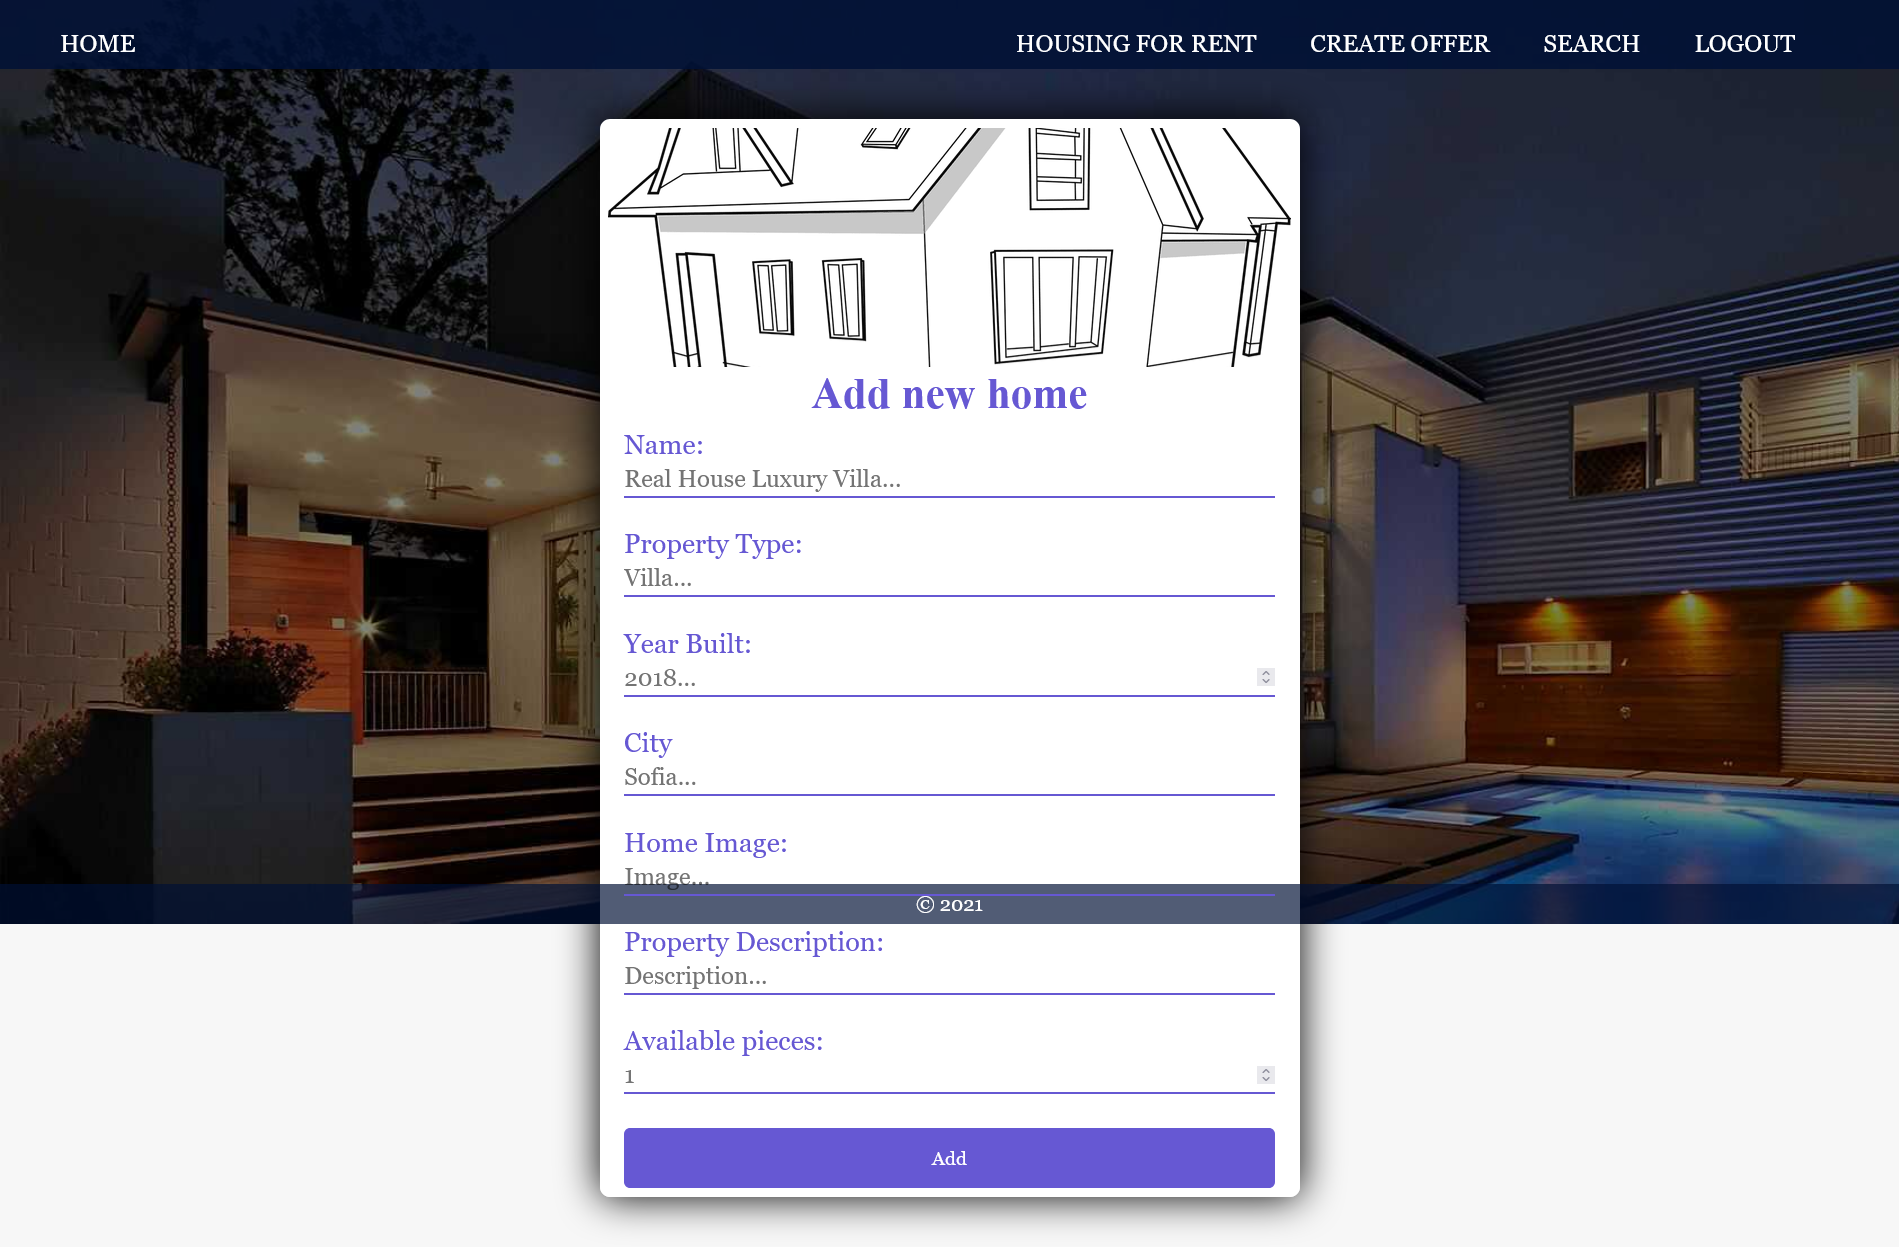 HOME
HOUSING FOR RENT
CREATE OFFER
SEARCH
LOGOUT
Add new home
Name:
Real House Luxury Villa...
Property Type:
Villa...
Year Built:
2018...
City
Sofia...
Home Image:
Image...
© 2021
Property Description:
Description...
Available pieces:
1
Add